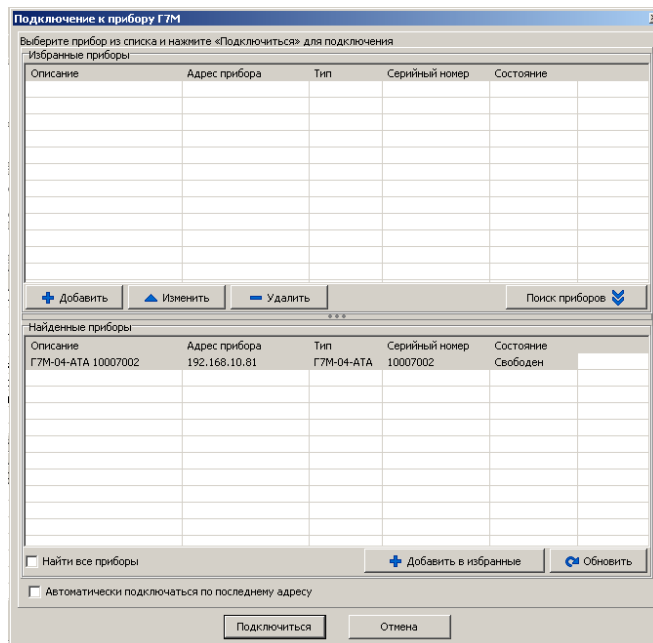 Подключение к прибору Г7М
Выберите прибор из списка и нажмите «Подключиться» для подключения
Избранные приборы
Описание Адрес прибора Тип Серийный номер Состояние
Добавить Изменить Удалить Поиск приборов
Найденные приборы
Описание Адрес прибора Тип Серийный номер Состояние
Г7М-04-АТА 10007002 192.168.10.81 Г7М-04-АТА 10007002 Свободен
Найти все приборы Добавить в избранные Обновить
Автоматически подключаться по последнему адресу
Подключиться Отмена